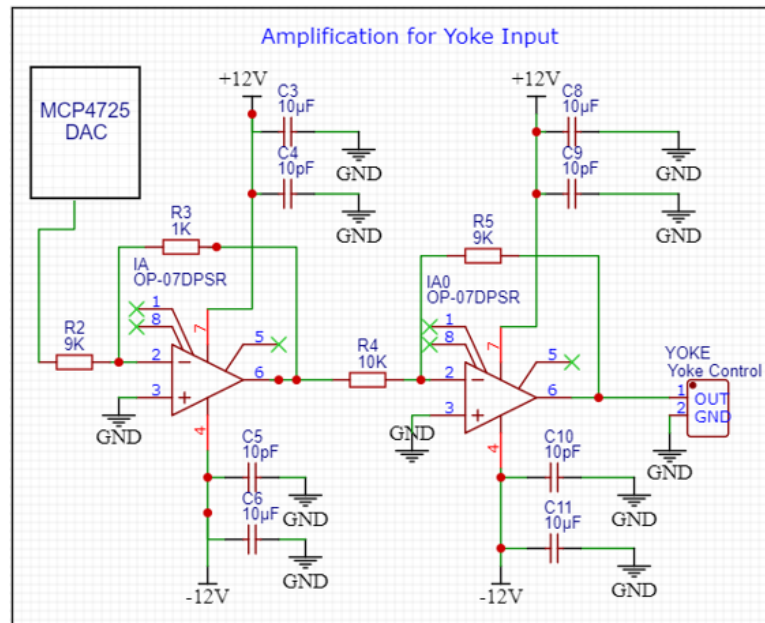 Amplification for Yoke Input
MCP4725
DAC
+12V
C3
10µF
GND
C4
10pF
GND
+12V
C8
10µF
GND
C9
10pF
GND
R3
1K
IA
OP-07DPSR
1
8
7
5
R2
9K
2
3
6
4
GND
R5
9K
IA0
OP-07DPSR
1
8
7
5
R4
10K
2
3
6
4
GND
YOKE
Yoke Control
1 OUT
2 GND
GND
C5
10pF
GND
C6
10µF
GND
-12V
C10
10pF
GND
C11
10µF
GND
-12V